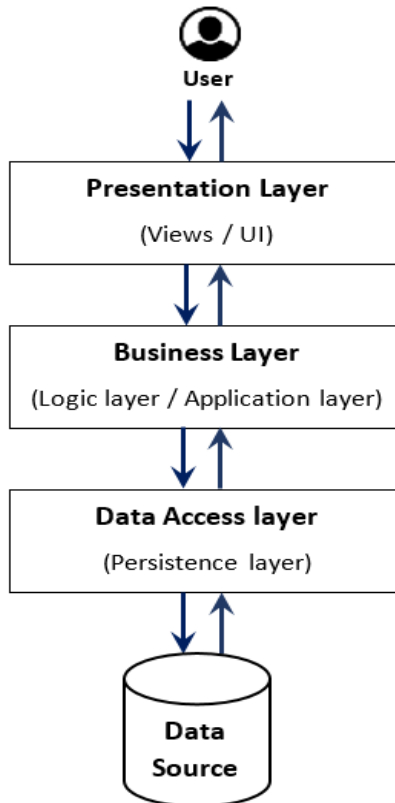 User
Presentation Layer
(Views / UI)
Business Layer
(Logic layer / Application layer)
Data Access layer
(Persistence layer)
Data
Source